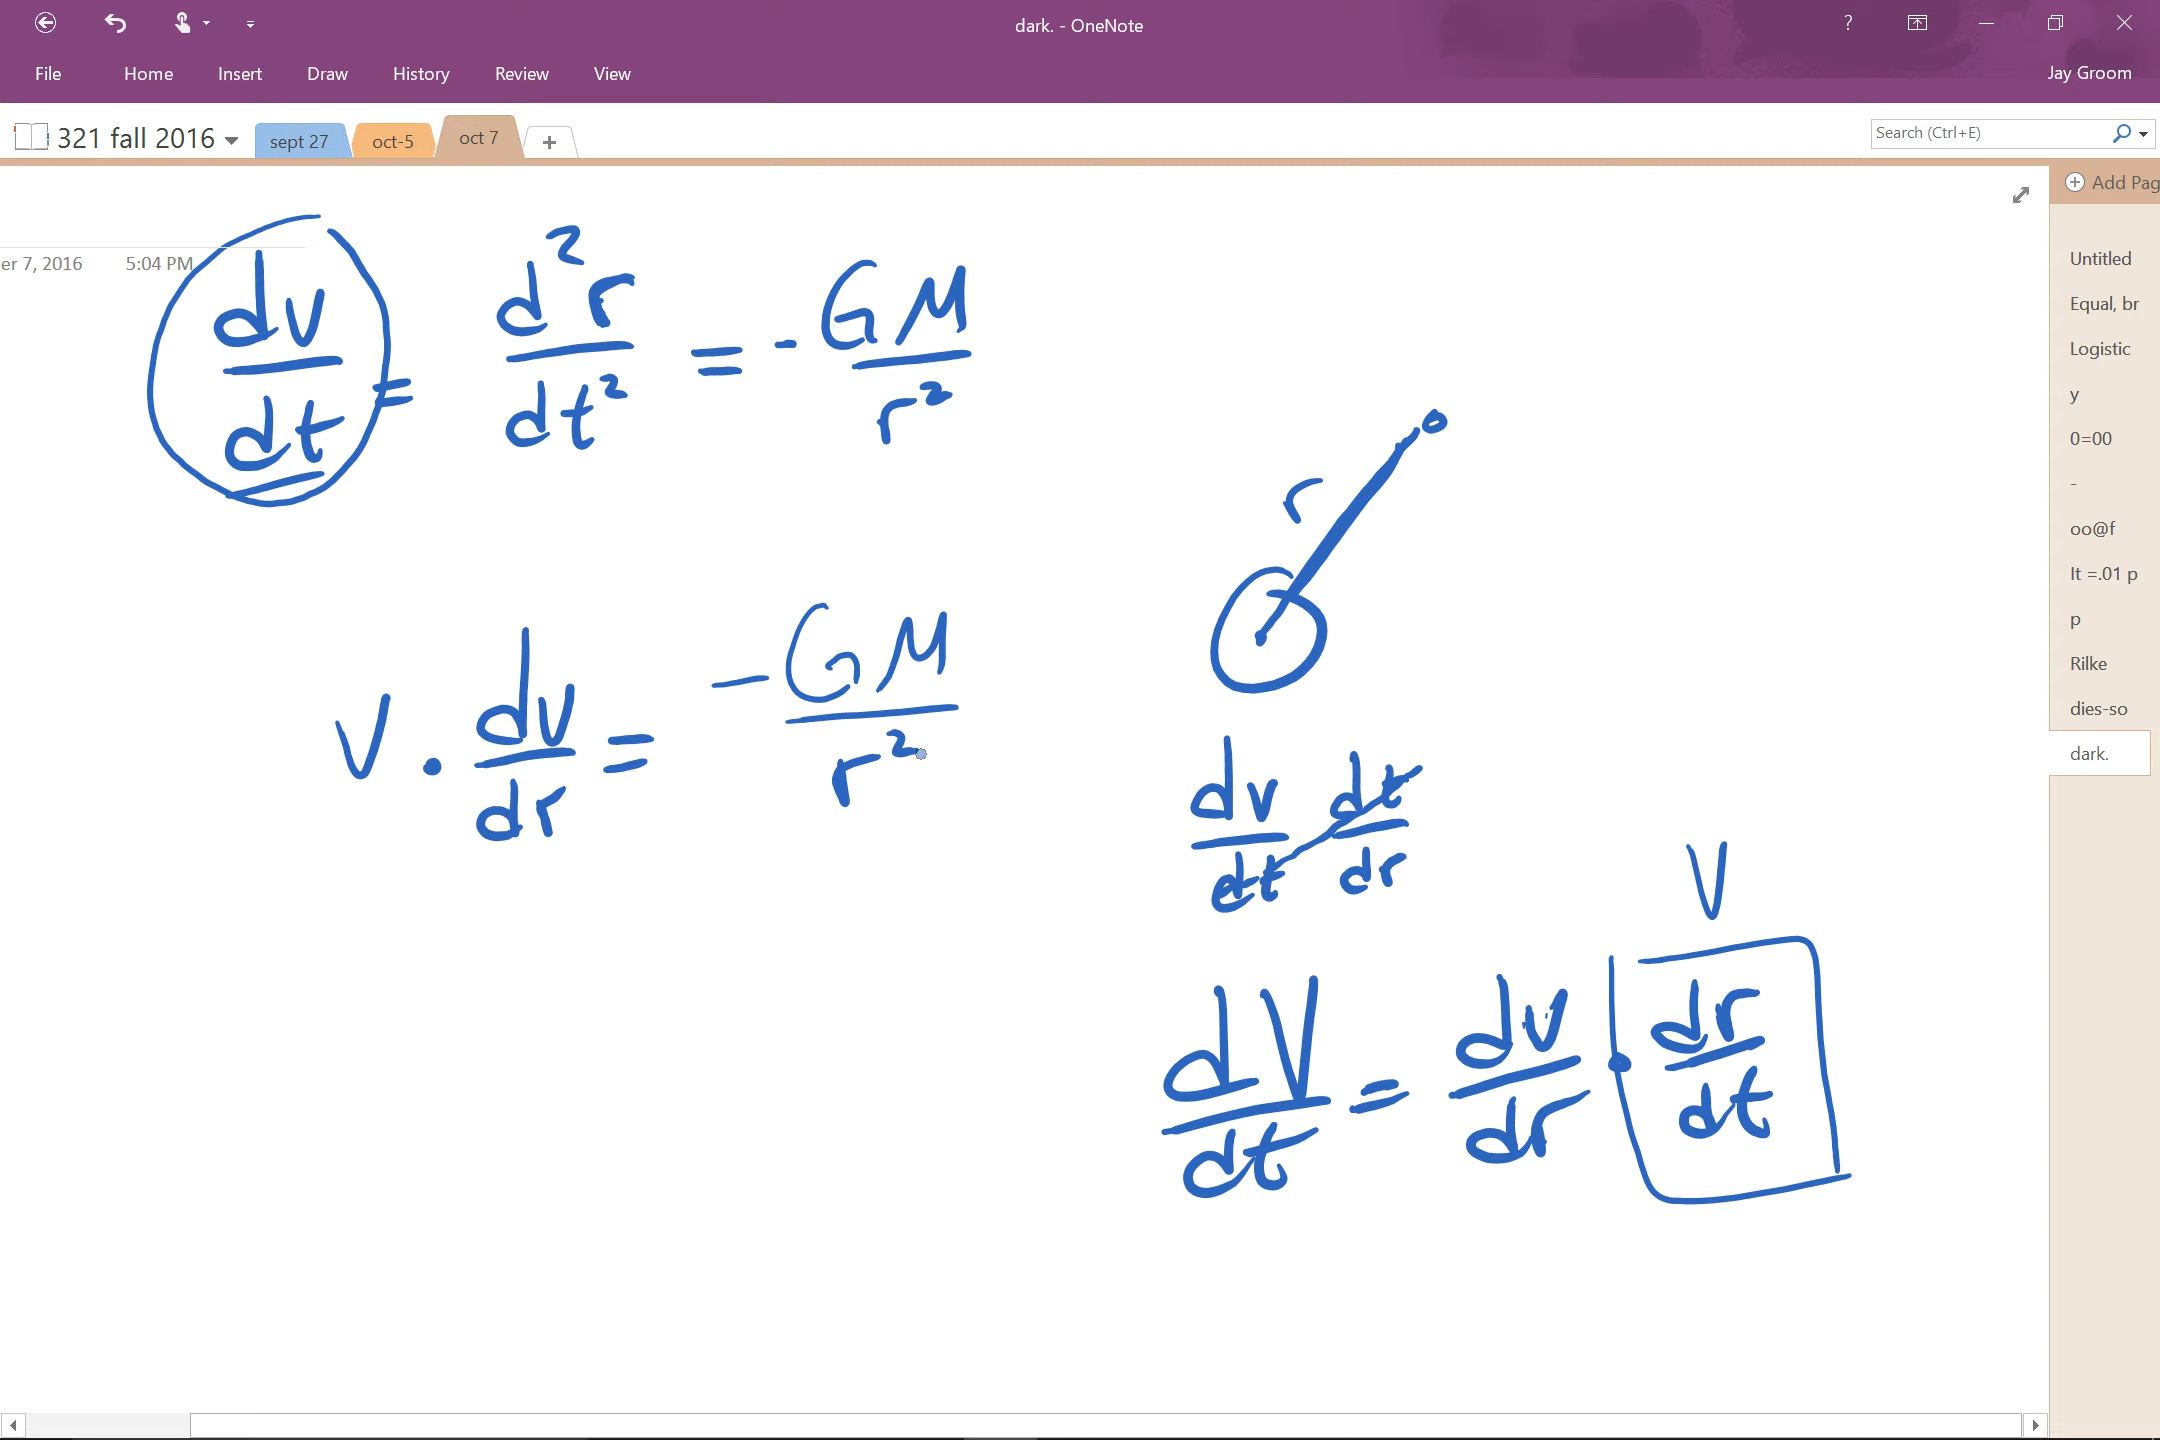 dark. - OneNote
?
File Home Insert Draw History Review View
Jay Groom
321 fall 2016 sept 27 oct-5 oct 7 +
Search (Ctrl+E)
Add Pag
er 7, 2016 5:04 PM
dv/dt = d²r/dt² = - GM/r²
r
v · dv/dr = - GM/r²
dv/dt dt/dr
V
dV/dt = dv/dr · dr/dt
Untitled
Equal, br
Logistic
y
0=00
-
oo@f
It =.01 p
p
Rilke
dies-so
dark.